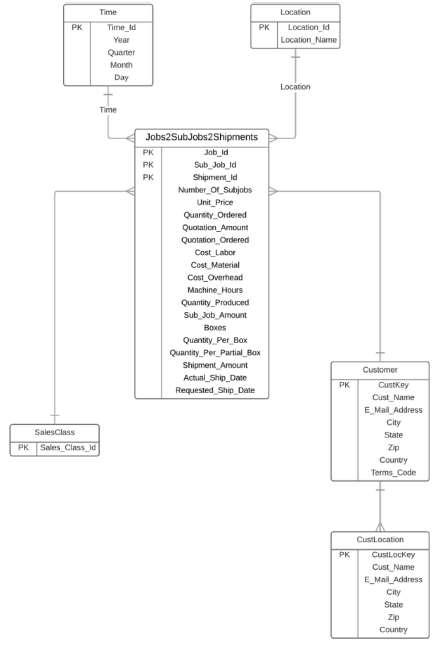 Time
PK Time_Id
Year
Quarter
Month
Day
Location
PK Location_Id
Location_Name
Time
Location
Jobs2SubJobs2Shipments
PK Job_Id
PK Sub_Job_Id
PK Shipment_Id
Number_Of_Subjobs
Unit_Price
Quantity_Ordered
Quotation_Amount
Quotation_Ordered
Cost_Labor
Cost_Material
Cost_Overhead
Machine_Hours
Quantity_Produced
Sub_Job_Amount
Boxes
Quantity_Per_Box
Quantity_Per_Partial_Box
Shipment_Amount
Actual_Ship_Date
Requested_Ship_Date
SalesClass
PK Sales_Class_Id
Customer
PK CustKey
Cust_Name
E_Mail_Address
City
State
Zip
Country
Terms_Code
CustLocation
PK CustLocKey
Cust_Name
E_Mail_Address
City
State
Zip
Country